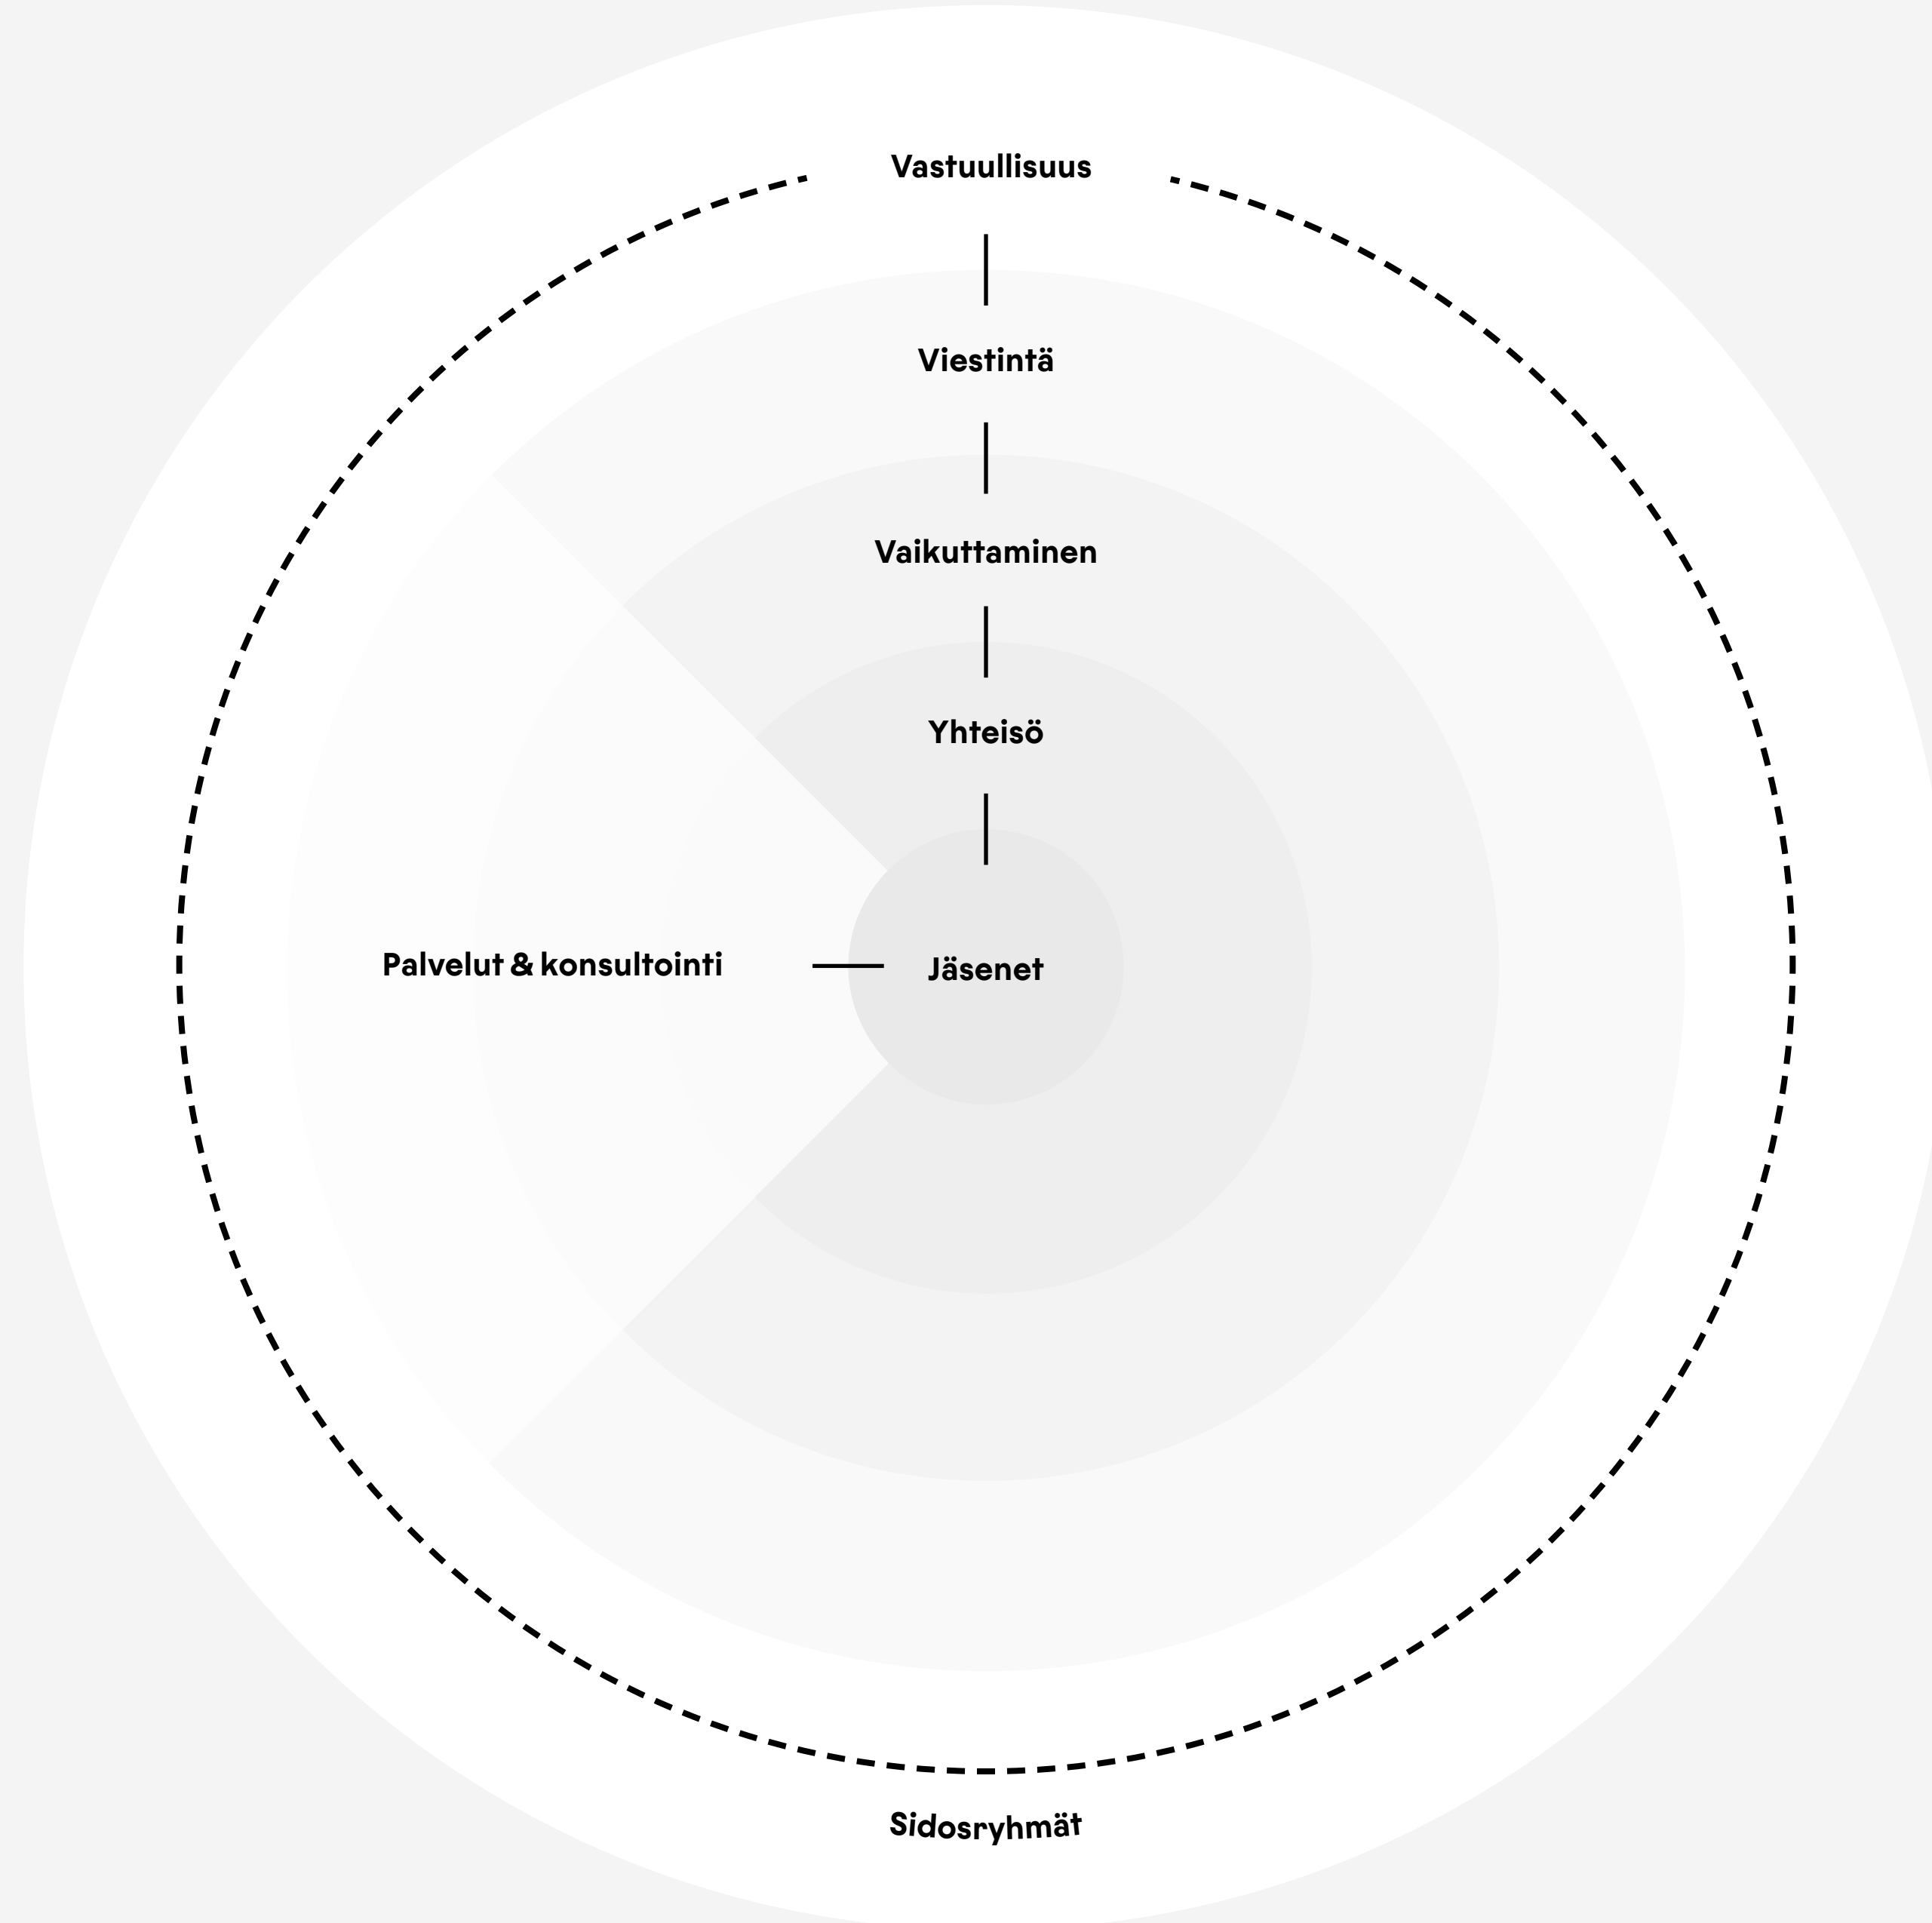 Vastuullisuus
Viestintä
Vaikuttaminen
Yhteisö
Palvelut & konsultointi
Jäsenet
Sidosryhmät